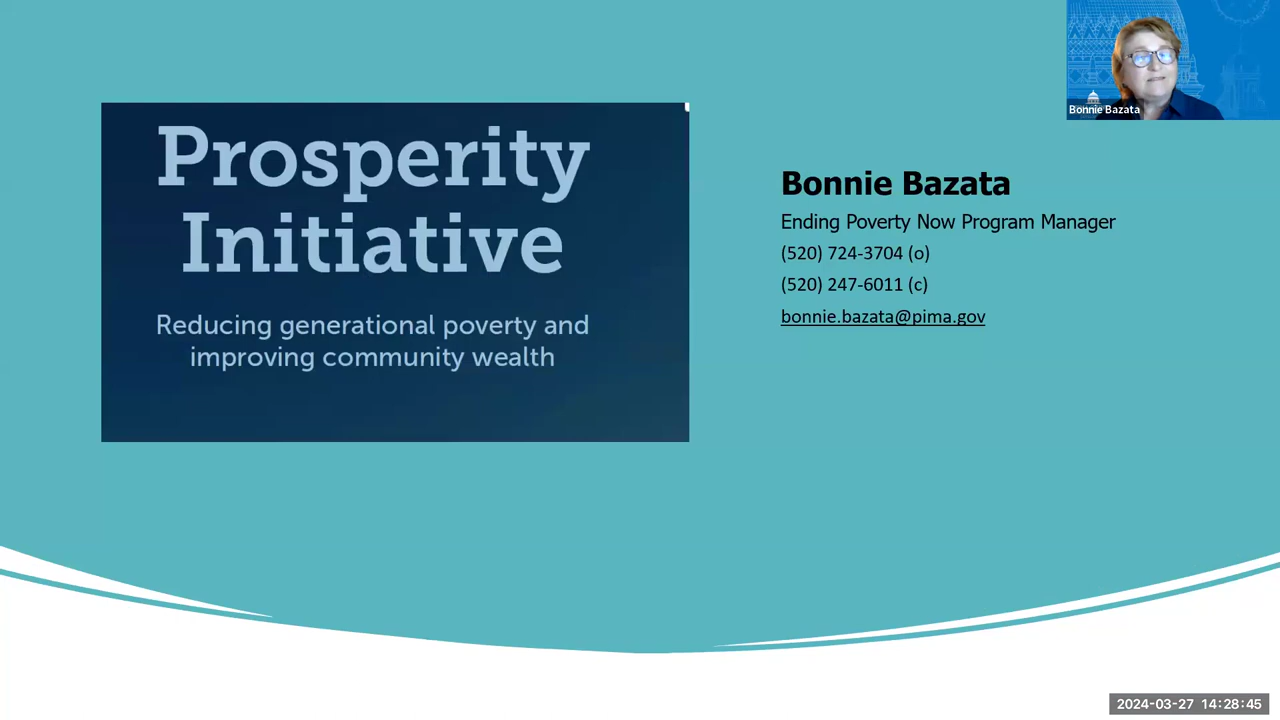 Bonnie Bazata
Prosperity
Initiative
Reducing generational poverty and
improving community wealth
Bonnie Bazata
Ending Poverty Now Program Manager
(520) 724-3704 (o)
(520) 247-6011 (c)
bonnie.bazata@pima.gov
2024-03-27 14:28:45